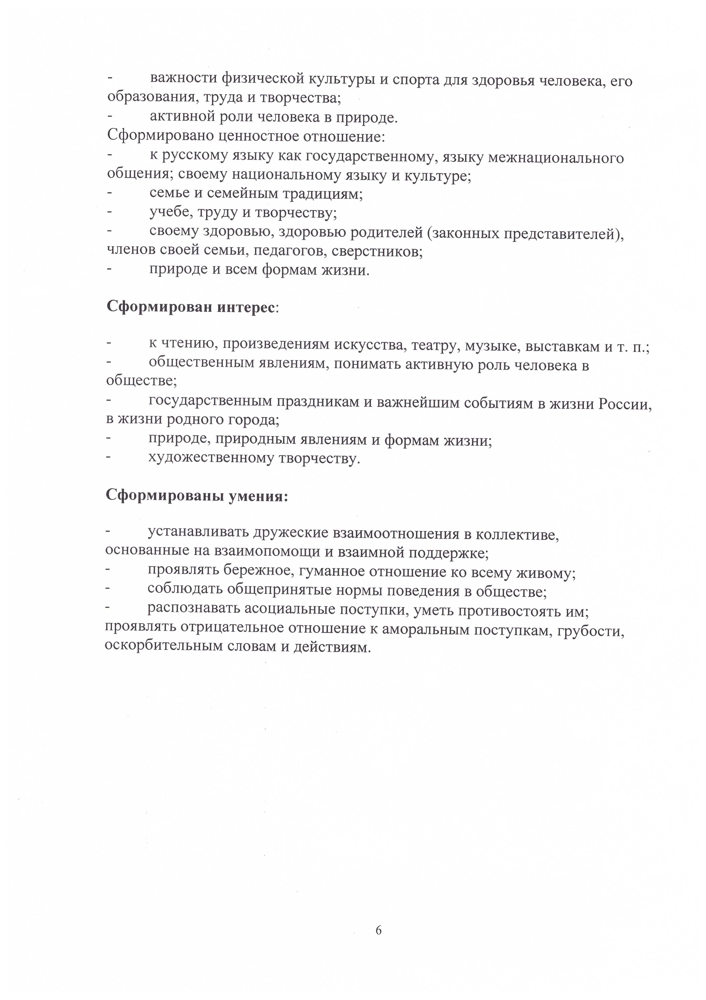 - важности физической культуры и спорта для здоровья человека, его
образования, труда и творчества;
- активной роли человека в природе.
Сформировано ценностное отношение:
- к русскому языку как государственному, языку межнационального
общения; своему национальному языку и культуре;
- семье и семейным традициям;
- учебе, труду и творчеству;
- своему здоровью, здоровью родителей (законных представителей),
членов своей семьи, педагогов, сверстников;
- природе и всем формам жизни.
Сформирован интерес:
- к чтению, произведениям искусства, театру, музыке, выставкам и т. п.;
- общественным явлениям, понимать активную роль человека в
обществе;
- государственным праздникам и важнейшим событиям в жизни России,
в жизни родного города;
- природе, природным явлениям и формам жизни;
- художественному творчеству.
Сформированы умения:
- устанавливать дружеские взаимоотношения в коллективе,
основанные на взаимопомощи и взаимной поддержке;
- проявлять бережное, гуманное отношение ко всему живому;
- соблюдать общепринятые нормы поведения в обществе;
- распознавать асоциальные поступки, уметь противостоять им;
проявлять отрицательное отношение к аморальным поступкам, грубости,
оскорбительным словам и действиям.
6